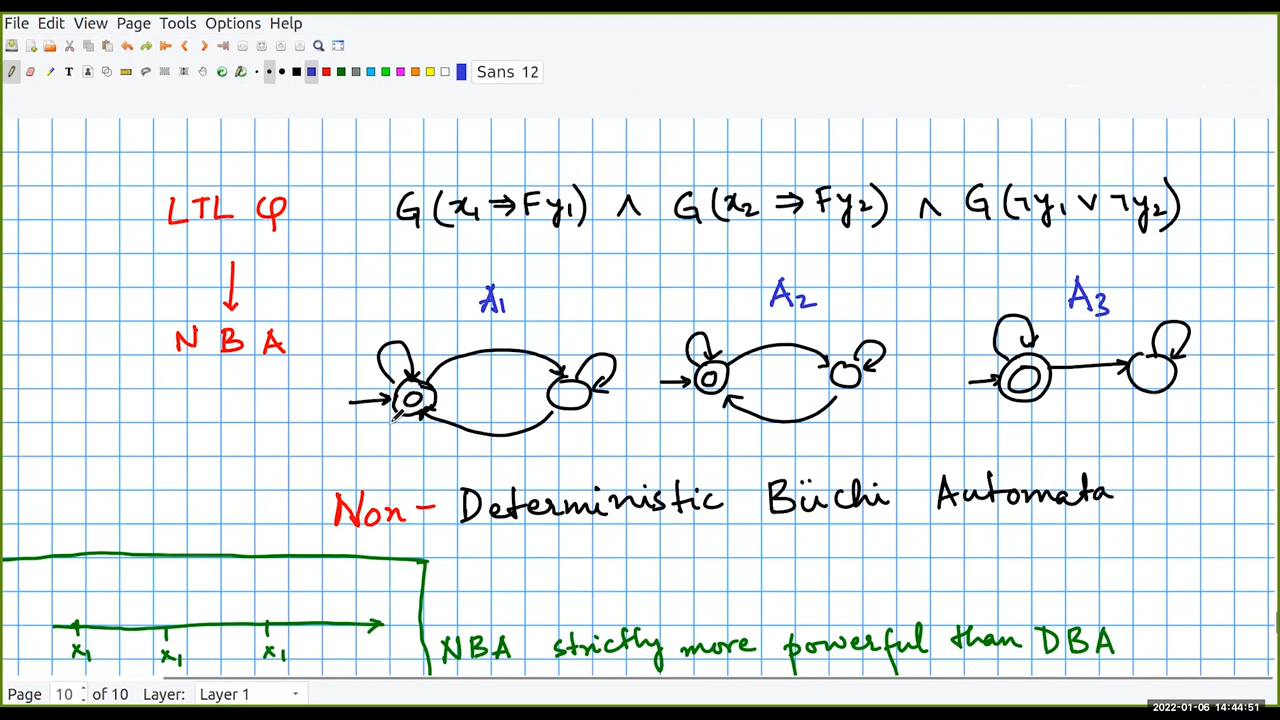 File Edit View Page Tools Options Help
T Sans 12
LTL φ G(x₁ ⇒ Fy₁) ∧ G(x₂ ⇒ Fy₂) ∧ G(¬y₁ ∨ ¬y₂)
A₁ A₂ A₃
NBA
Non-Deterministic Büchi Automata
x₁ x₁ x₁
NBA strictly more powerful than DBA
Page 10 of 10 Layer: Layer 1
2022-01-06 14:44:51